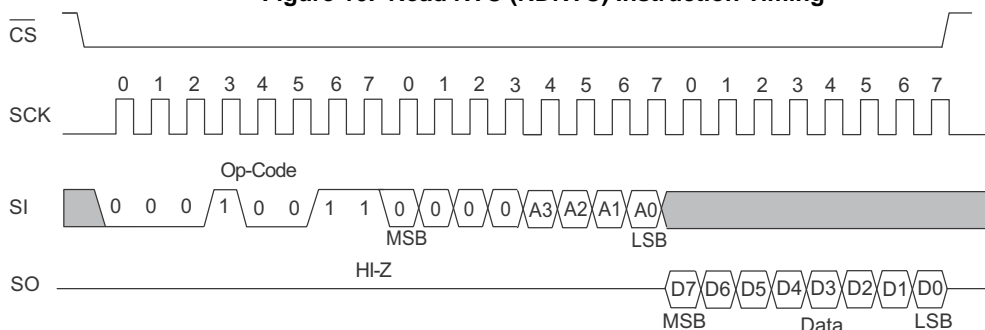 Figure 10. Read RTC (RDRTC) Instruction Timing
CS
0 1 2 3 4 5 6 7 0 1 2 3 4 5 6 7 0 1 2 3 4 5 6 7
SCK
Op-Code
SI 0 0 0 1 0 0 1 1 0 0 0 0 A3 A2 A1 A0
MSB LSB
HI-Z
SO D7 D6 D5 D4 D3 D2 D1 D0
MSB Data LSB